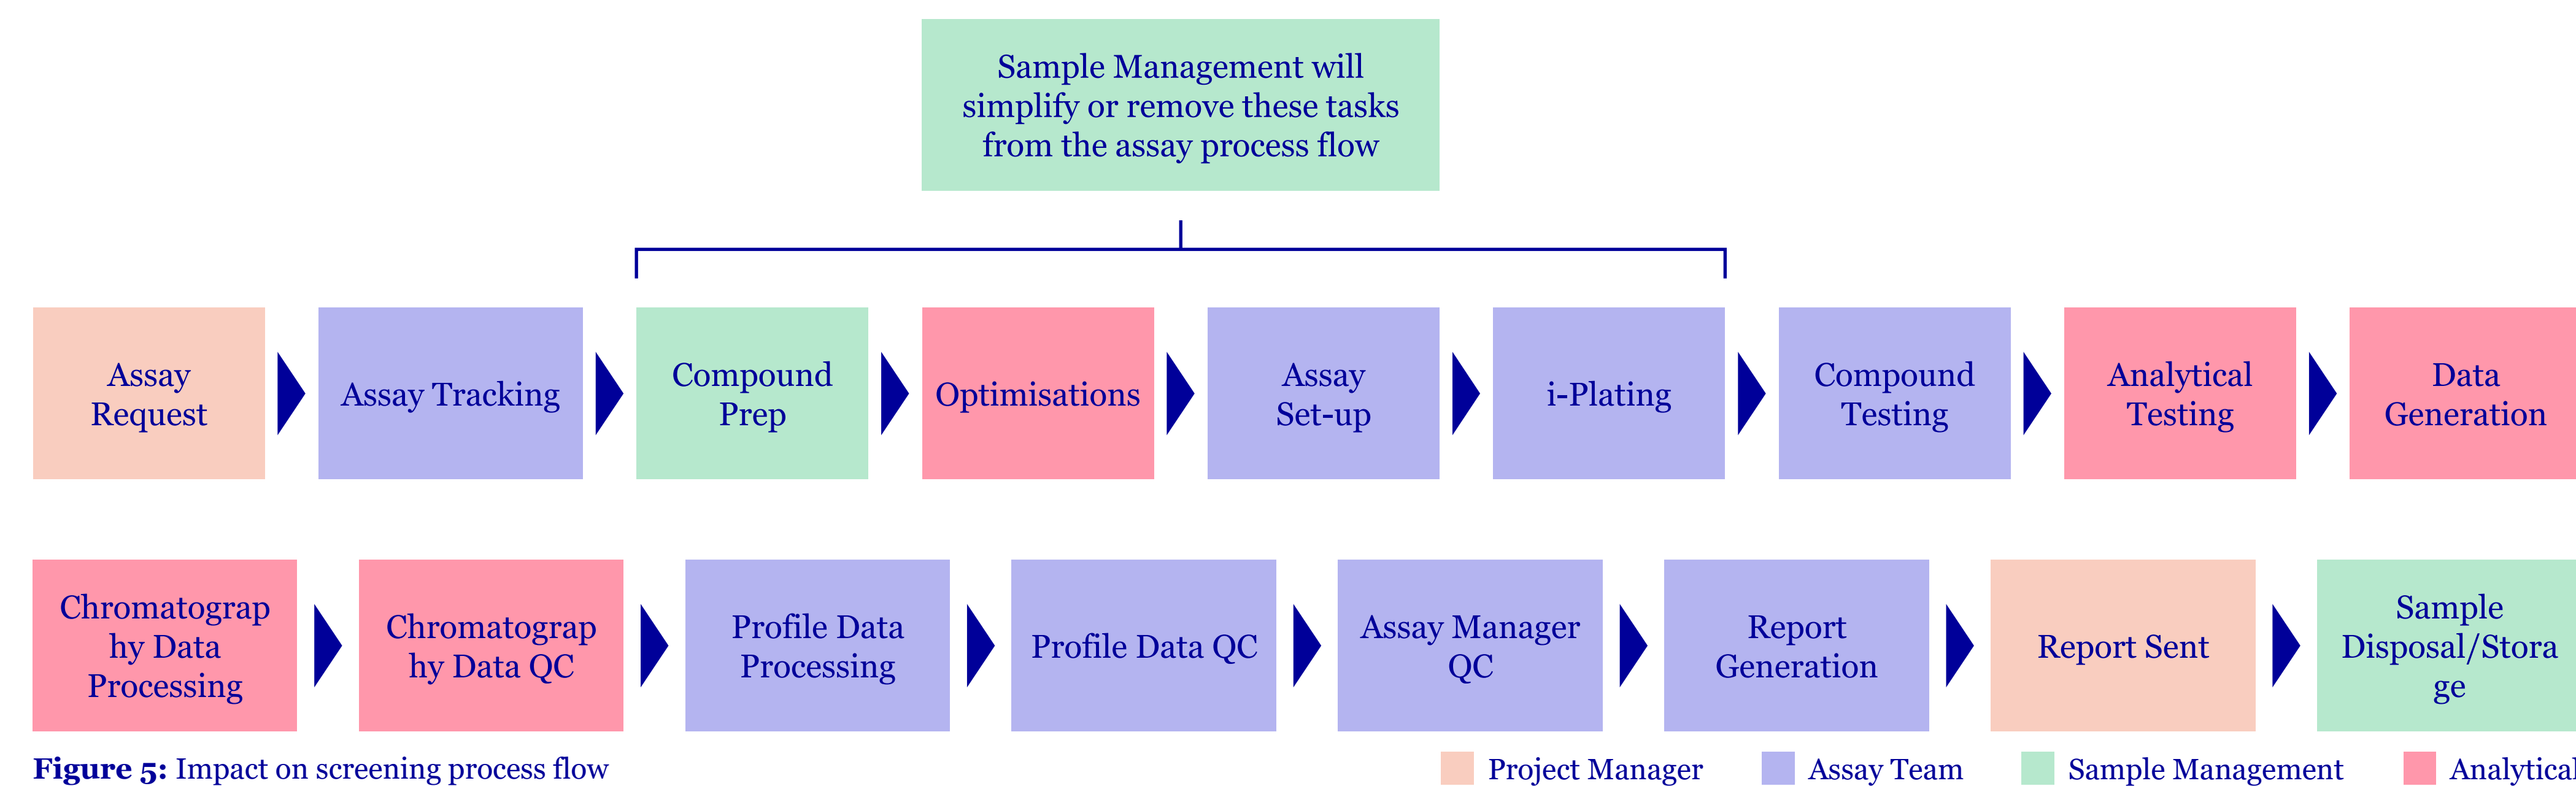 Sample Management will
simplify or remove these tasks
from the assay process flow
Assay
Request
Assay Tracking
Compound
Prep
Optimisations
Assay
Set-up
i-Plating
Compound
Testing
Analytical
Testing
Data
Generation
Chromatograp
hy Data
Processing
Chromatograp
hy Data QC
Profile Data
Processing
Profile Data QC
Assay Manager
QC
Report
Generation
Report Sent
Sample
Disposal/Stora
ge
Figure 5: Impact on screening process flow
Project Manager
Assay Team
Sample Management
Analytical